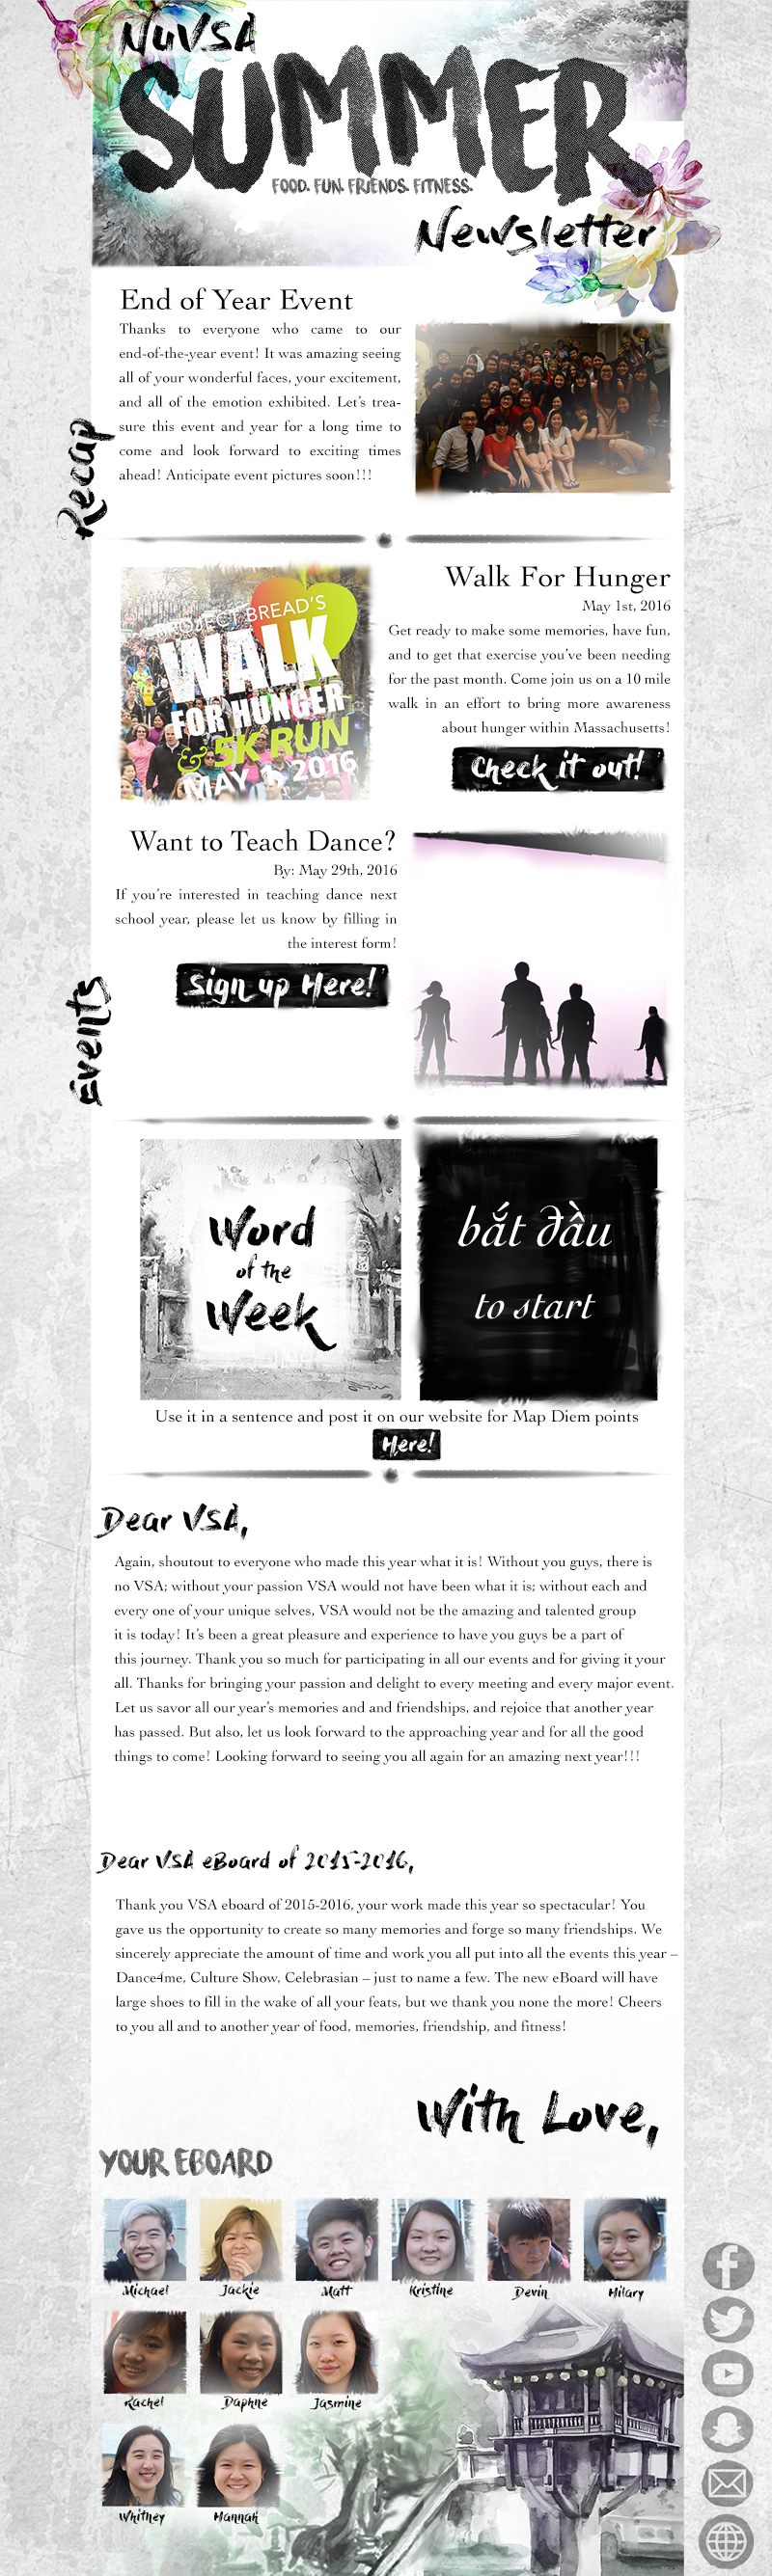 NuVSA
SUMMER
FOOD. FUN. FRIENDS. FITNESS.
Newsletter
Recap
End of Year Event
Thanks to everyone who came to our
end-of-the-year event! It was amazing seeing
all of your wonderful faces, your excitement,
and all of the emotion exhibited. Let's trea-
sure this event and year for a long time to
come and look forward to exciting times
ahead! Anticipate event pictures soon!!!
Events
PROJECT BREAD'S
WALK
FOR HUNGER
& 5K RUN
MAY 1, 2016
Walk For Hunger
May 1st, 2016
Get ready to make some memories, have fun,
and to get that exercise you've been needing
for the past month. Come join us on a 10 mile
walk in an effort to bring more awareness
about hunger within Massachusetts!
Check it out!
Want to Teach Dance?
By: May 29th, 2016
If you're interested in teaching dance next
school year, please let us know by filling in
the interest form!
Sign up Here!
Word
of the
Week
bắt đầu
to start
Use it in a sentence and post it on our website for Map Diem points
Here!
Dear VSA,
Again, shoutout to everyone who made this year what it is! Without you guys, there is
no VSA; without your passion VSA would not have been what it is; without each and
every one of your unique selves, VSA would not be the amazing and talented group
it is today! It's been a great pleasure and experience to have you guys be a part of
this journey. Thank you so much for participating in all our events and for giving it your
all. Thanks for bringing your passion and delight to every meeting and every major event.
Let us savor all our year's memories and and friendships, and rejoice that another year
has passed. But also, let us look forward to the approaching year and for all the good
things to come! Looking forward to seeing you all again for an amazing next year!!!
Dear VSA eBoard of 2015-2016,
Thank you VSA eboard of 2015-2016, your work made this year so spectacular! You
gave us the opportunity to create so many memories and forge so many friendships. We
sincerely appreciate the amount of time and work you all put into all the events this year –
Dance4me, Culture Show, Celebrasian – just to name a few. The new eBoard will have
large shoes to fill in the wake of all your feats, but we thank you none the more! Cheers
to you all and to another year of food, memories, friendship, and fitness!
With Love,
YOUR EBOARD
Michael Jackie Matt Kristine Devin Hilary
Rachel Daphne Jasmine
Whitney Hannah